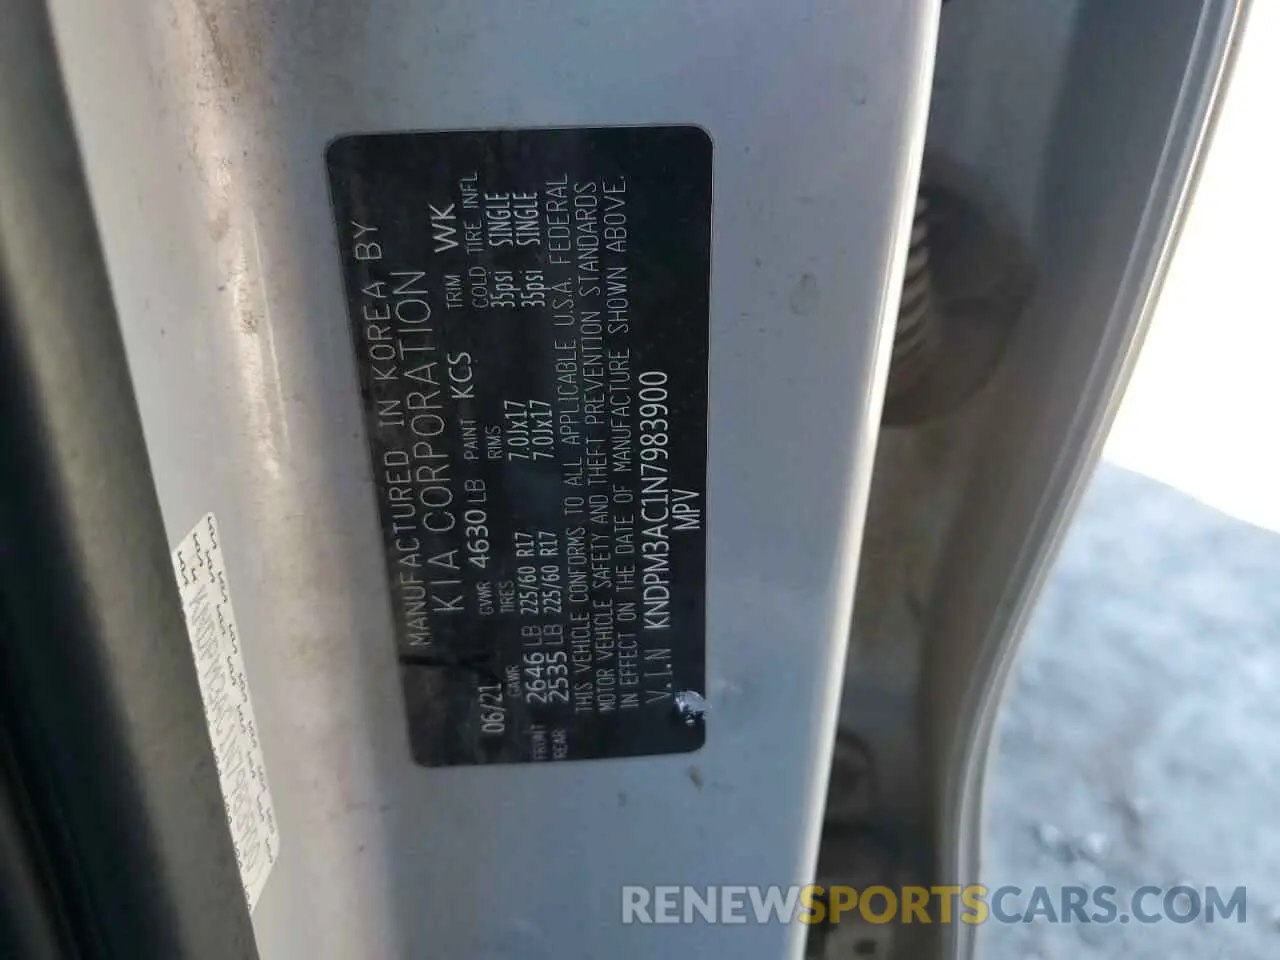 MANUFACTURED IN KOREA BY
KIA CORPORATION
06/21 GVWR 4630 LB PAINT KCS TRIM WK
GAWR TIRES RIMS COLD TIRE INFL
FRONT 2646 LB 225/60 R17 7.0Jx17 35psi SINGLE
REAR 2535 LB 225/60 R17 7.0Jx17 35psi SINGLE
THIS VEHICLE CONFORMS TO ALL APPLICABLE U.S.A. FEDERAL
MOTOR VEHICLE SAFETY AND THEFT PREVENTION STANDARDS
IN EFFECT ON THE DATE OF MANUFACTURE SHOWN ABOVE.
V.I.N KNDPM3AC1N7983900
MPV
KNDPM3AC1N7983900
RENEWSPORTSCARS.COM